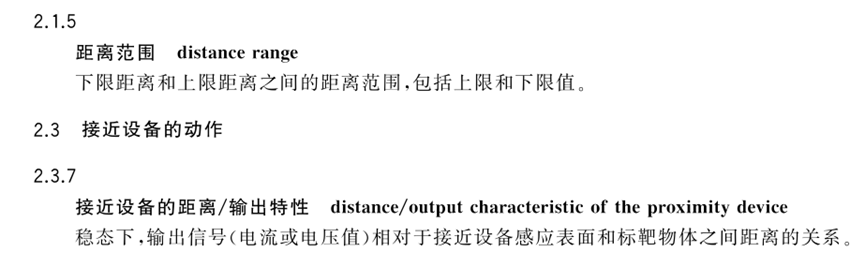 2.1.5
距离范围 distance range
下限距离和上限距离之间的距离范围,包括上限和下限值。
2.3 接近设备的动作
2.3.7
接近设备的距离/输出特性 distance/output characteristic of the proximity device
稳态下,输出信号(电流或电压值)相对于接近设备感应表面和标靶物体之间距离的关系。